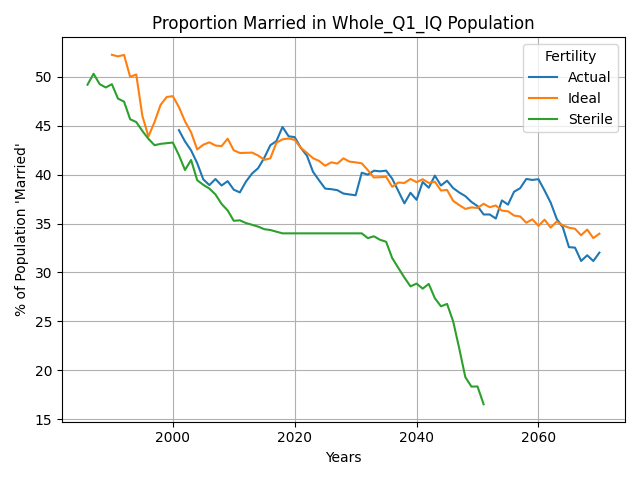 Proportion Married in Whole_Q1_IQ Population
% of Population 'Married'
50
45
40
35
30
25
20
15
Fertility
Actual
Ideal
Sterile
2000
2020
2040
2060
Years